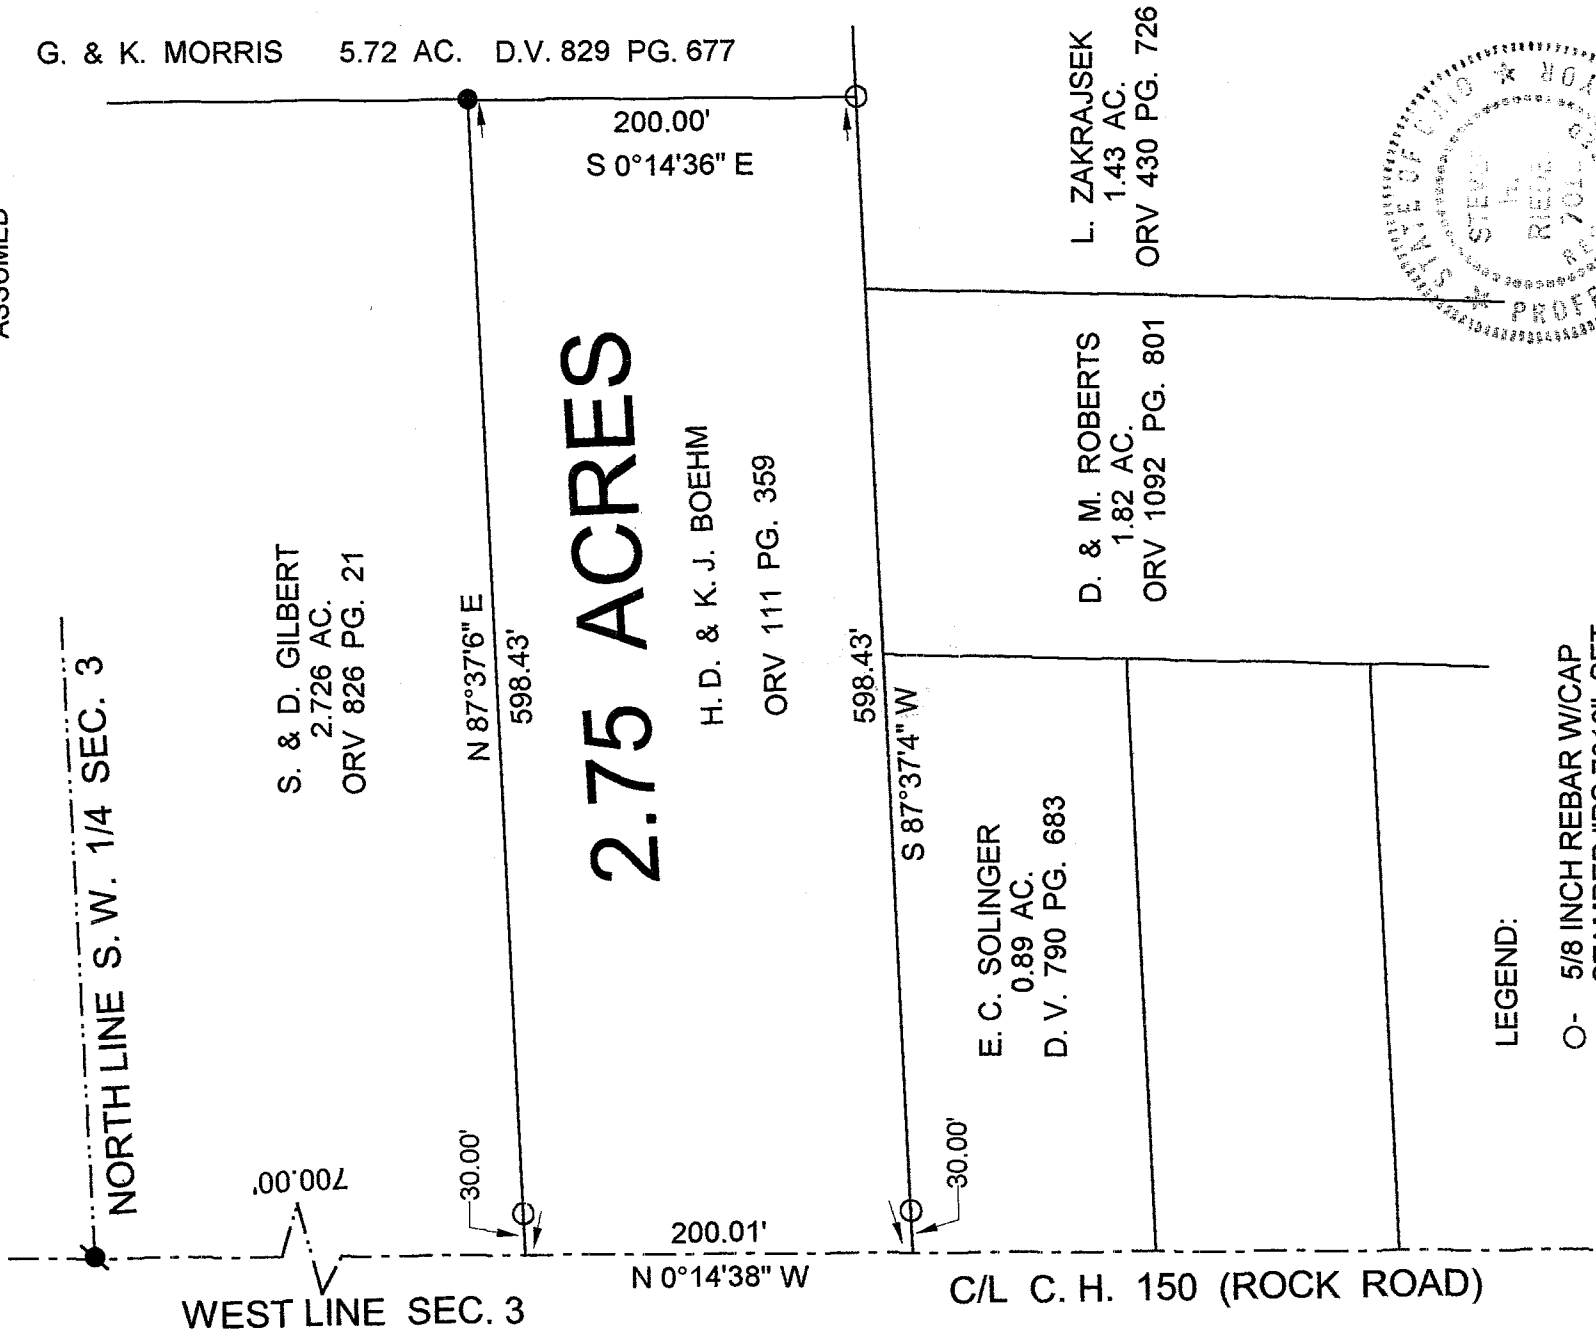 ASSUMED
G. & K. MORRIS 5.72 AC. D.V. 829 PG. 677
200.00'
S 0°14'36" E
L. ZAKRAJSEK
1.43 AC.
ORV 430 PG. 726
STATE OF OHIO
NORTH LINE S. W. 1/4 SEC. 3
S. & D. GILBERT
2.726 AC.
ORV 826 PG. 21
N 87°37'6" E
598.43'
2.75 ACRES
H. D. & K. J. BOEHM
ORV 111 PG. 359
598.43'
S 87°37'4" W
D. & M. ROBERTS
1.82 AC.
ORV 1092 PG. 801
E. C. SOLINGER
0.89 AC.
D. V. 790 PG. 683
700.00'
30.00'
30.00'
200.01'
N 0°14'38" W
WEST LINE SEC. 3
C/L C. H. 150 (ROCK ROAD)
LEGEND:
O- 5/8 INCH REBAR W/CAP